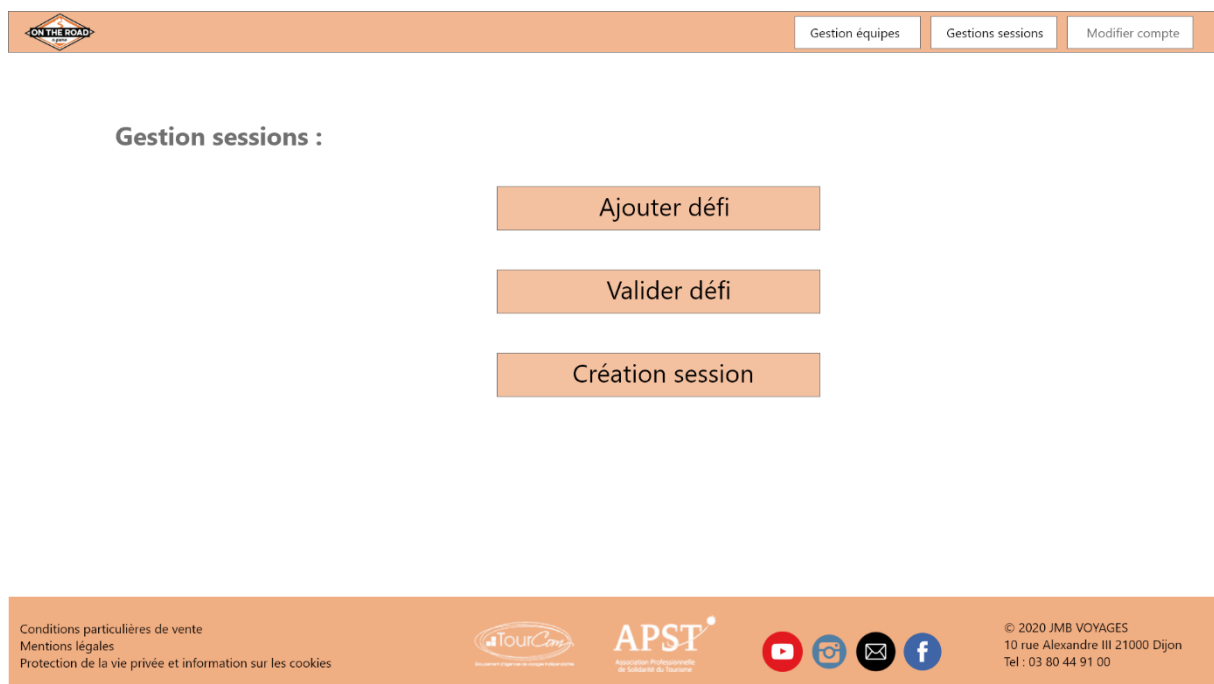 ON THE ROAD
a game
Gestion équipes
Gestions sessions
Modifier compte
Gestion sessions :
Ajouter défi
Valider défi
Création session
Conditions particulières de vente
Mentions légales
Protection de la vie privée et information sur les cookies
TourCom
APST
Association Professionnelle
de Solidarité du Tourisme
© 2020 JMB VOYAGES
10 rue Alexandre III 21000 Dijon
Tel : 03 80 44 91 00